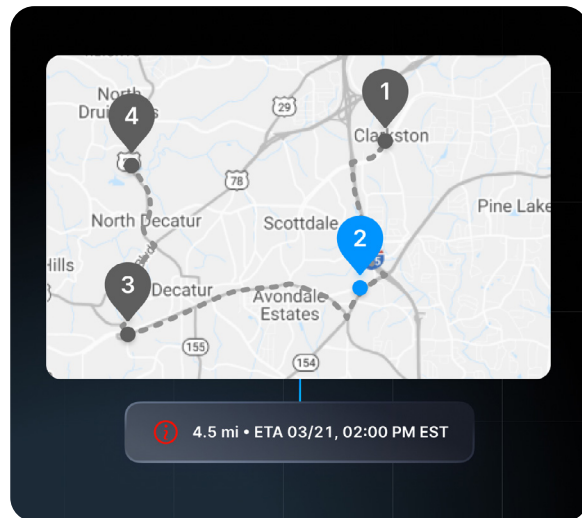 North
Dru
4
29
1
Clarkston
78
North Decatur
Scottdale
2
Pine Lake
Hills
3
Decatur
Avondale
Estates
155
154
4.5 mi • ETA 03/21, 02:00 PM EST